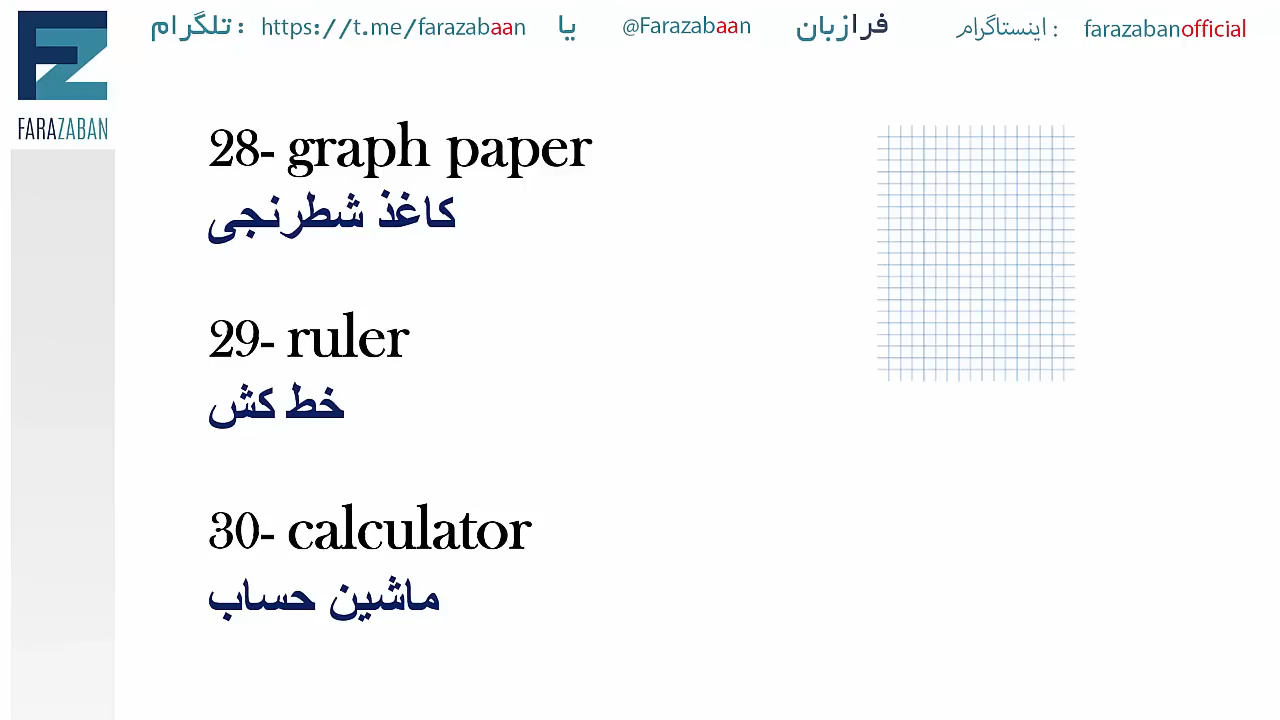 تلگرام : https://t.me/farazabaan یا @Farazabaan فرازبان اینستاگرام : farazabanofficial
FZ
FARAZABAN
28- graph paper
کاغذ شطرنجی
29- ruler
خط کش
30- calculator
ماشین حساب